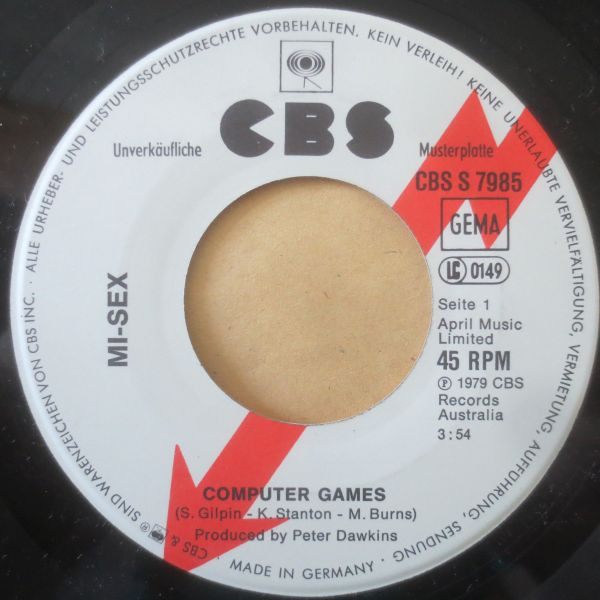 ALLE URHEBER- UND LEISTUNGSSCHUTZRECHTE VORBEHALTEN. KEIN VERLEIH! KEINE UNERLAUBTE VERVIELFÄLTIGUNG, VERMIETUNG, AUFFÜHRUNG, SENDUNG
CBS
Unverkäufliche Musterplatte
CBS S 7985
GEMA
LC 0149
Seite 1
April Music
Limited
45 RPM
Ⓟ 1979 CBS
Records
Australia
3:54
MI-SEX
COMPUTER GAMES
(S. Gilpin - K. Stanton - M. Burns)
Produced by Peter Dawkins
CBS & ® SIND WARENZEICHEN VON CBS INC.
MADE IN GERMANY